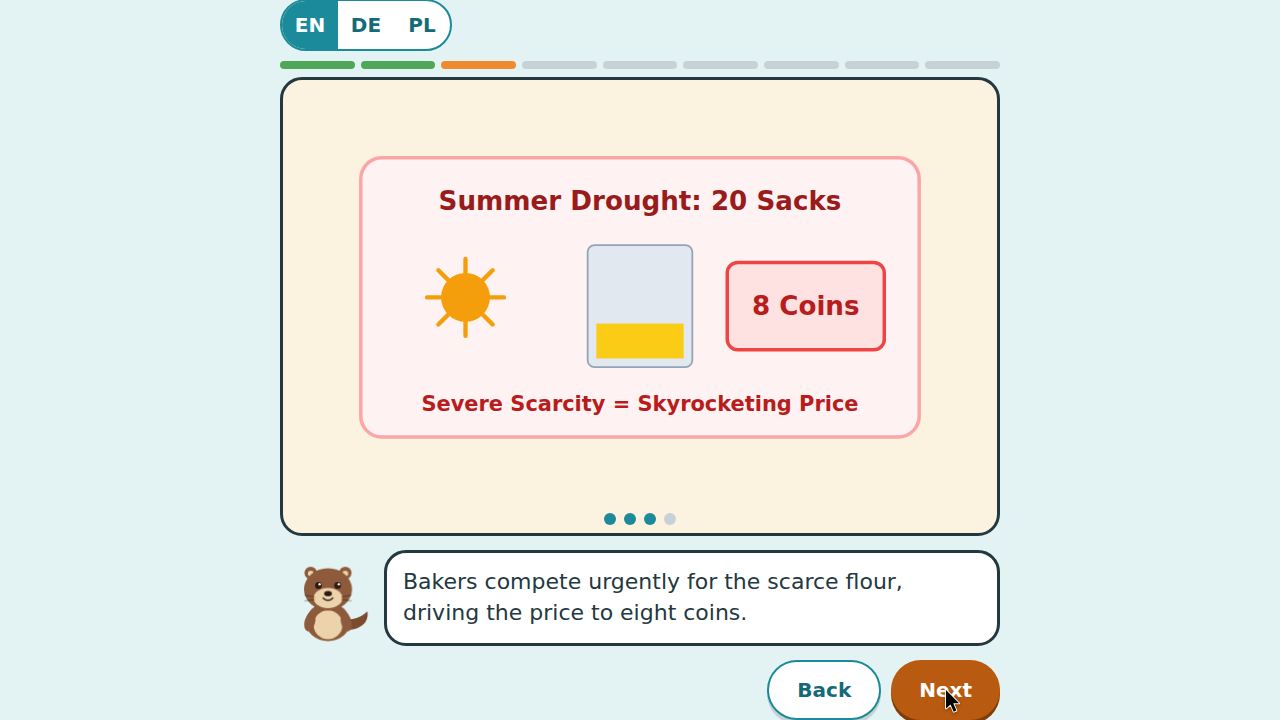 EN DE PL
Summer Drought: 20 Sacks
8 Coins
Severe Scarcity = Skyrocketing Price
Bakers compete urgently for the scarce flour,
driving the price to eight coins.
Back Next